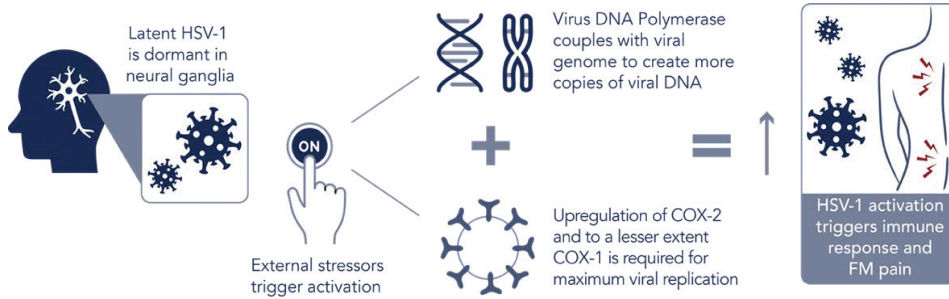 Latent HSV-1
is dormant in
neural ganglia
ON
External stressors
trigger activation
Virus DNA Polymerase
couples with viral
genome to create more
copies of viral DNA
Upregulation of COX-2
and to a lesser extent
COX-1 is required for
maximum viral replication
HSV-1 activation
triggers immune
response and
FM pain